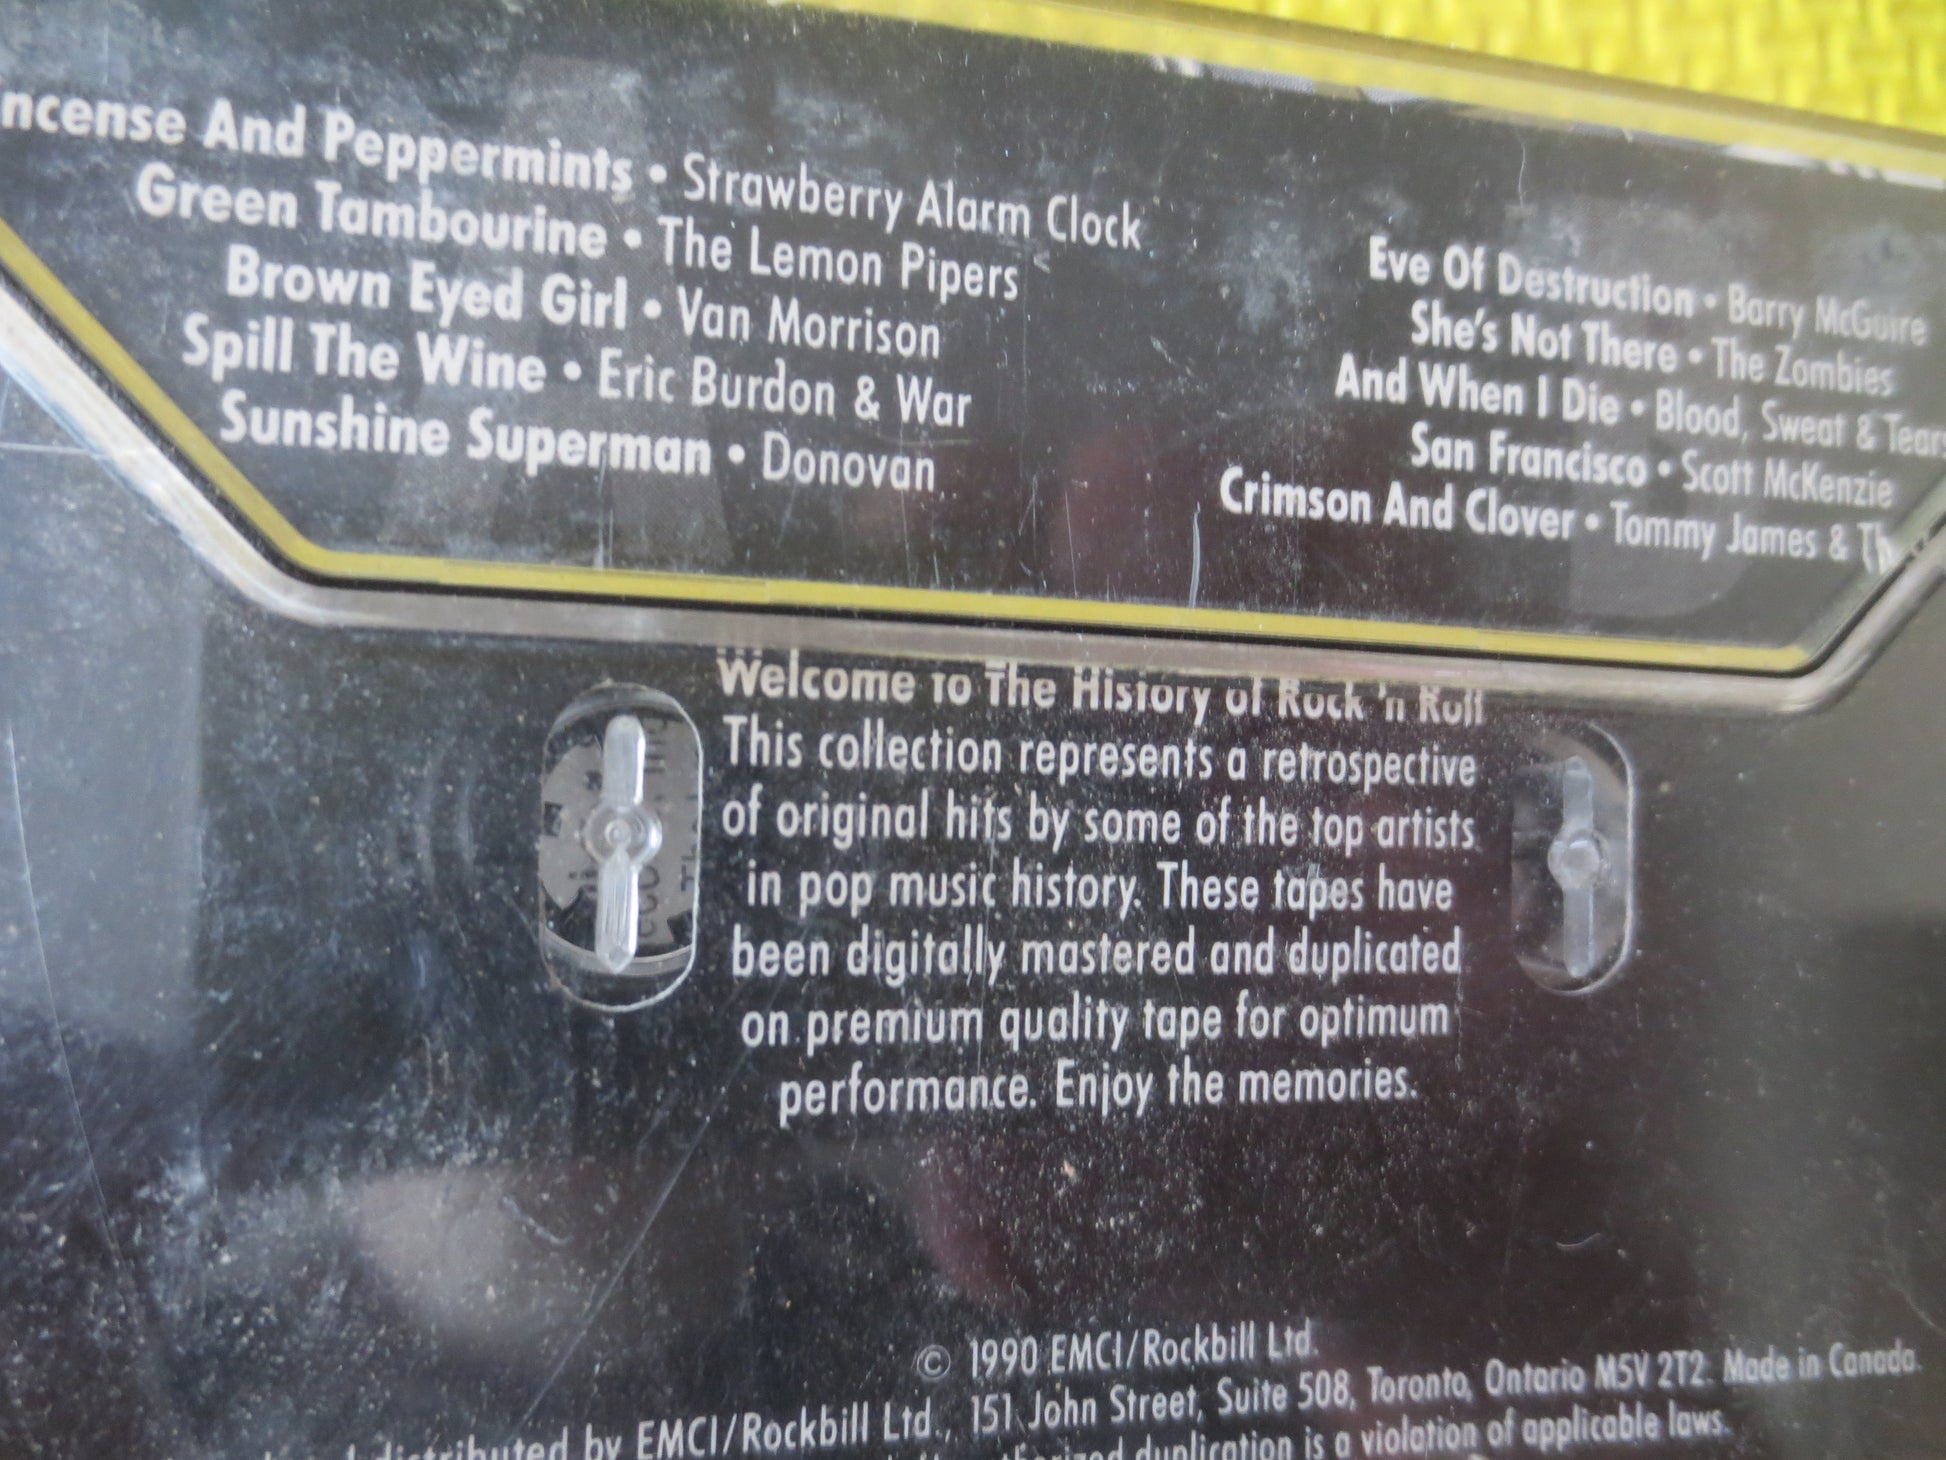 ncense And Peppermints • Strawberry Alarm Clock
Green Tambourine • The Lemon Pipers
Brown Eyed Girl • Van Morrison
Spill The Wine • Eric Burdon & War
Sunshine Superman • Donovan
Eve Of Destruction • Barry McGuire
She's Not There • The Zombies
And When I Die • Blood, Sweat & Tears
San Francisco • Scott McKenzie
Crimson And Clover • Tommy James & Th
Welcome to The History of Rock 'n Roll
This collection represents a retrospective
of original hits by some of the top artists
in pop music history. These tapes have
been digitally mastered and duplicated
on premium quality tape for optimum
performance. Enjoy the memories.
© 1990 EMCI/Rockbill Ltd.
distributed by EMCI/Rockbill Ltd., 151 John Street, Suite 508, Toronto, Ontario M5V 2T2. Made in Canada.
duplication is a violation of applicable laws.